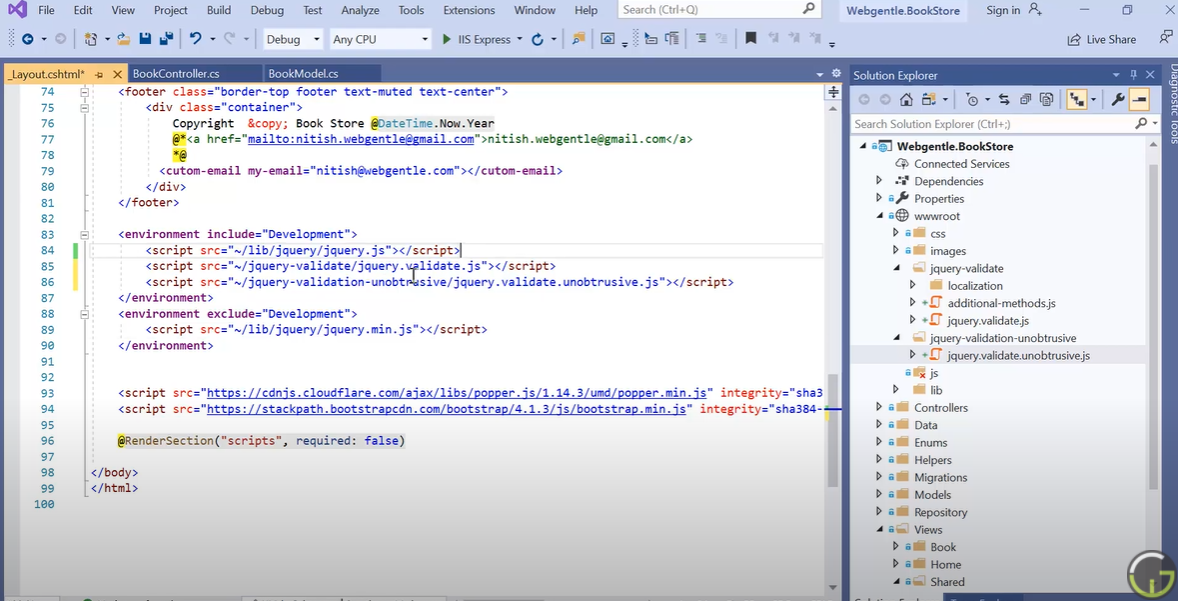 File Edit View Project Build Debug Test Analyze Tools Extensions Window Help Search (Ctrl+Q) Webgentle.BookStore Sign in
Debug Any CPU IIS Express Live Share
_Layout.cshtml* BookController.cs BookModel.cs
74 <footer class="border-top footer text-muted text-center">
75 <div class="container">
76 Copyright &copy; Book Store @DateTime.Now.Year
77 @*<a href="mailto:nitish.webgentle@gmail.com">nitish.webgentle@gmail.com</a>
78 *@
79 <cutom-email my-email="nitish@webgentle.com"></cutom-email>
80 </div>
81 </footer>
82
83 <environment include="Development">
84 <script src="~/lib/jquery/jquery.js"></script>
85 <script src="~/jquery-validate/jquery.validate.js"></script>
86 <script src="~/jquery-validation-unobtrusive/jquery.validate.unobtrusive.js"></script>
87 </environment>
88 <environment exclude="Development">
89 <script src="~/lib/jquery/jquery.min.js"></script>
90 </environment>
91
92
93 <script src="https://cdnjs.cloudflare.com/ajax/libs/popper.js/1.14.3/umd/popper.min.js" integrity="sha3
94 <script src="https://stackpath.bootstrapcdn.com/bootstrap/4.1.3/js/bootstrap.min.js" integrity="sha384-
95
96 @RenderSection("scripts", required: false)
97
98 </body>
99 </html>
100
Solution Explorer
Search Solution Explorer (Ctrl+;)
Webgentle.BookStore
Connected Services
Dependencies
Properties
wwwroot
css
images
jquery-validate
localization
additional-methods.js
jquery.validate.js
jquery-validation-unobtrusive
jquery.validate.unobtrusive.js
js
lib
Controllers
Data
Enums
Helpers
Migrations
Models
Repository
Views
Book
Home
Shared
Diagnostic Tools